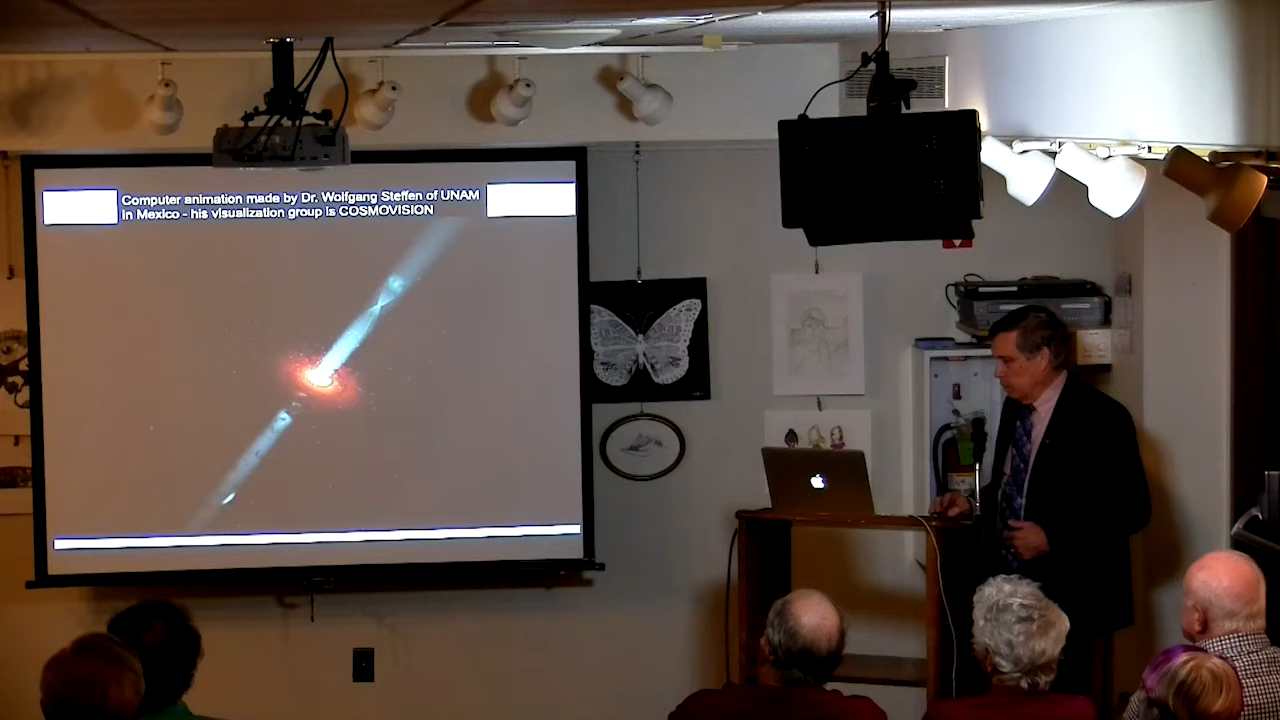 Computer animation made by Dr. Wolfgang Steffen of UNAM
in Mexico - his visualization group is COSMOVISION